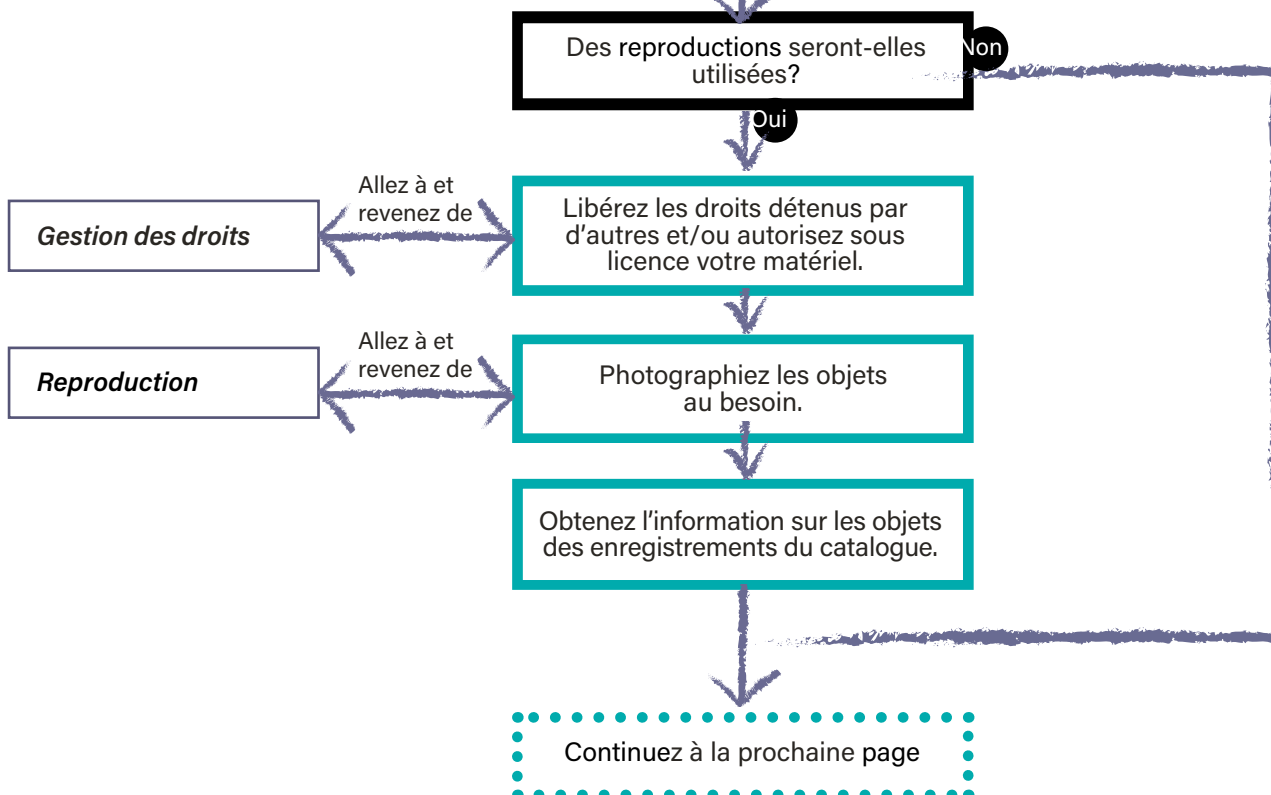 Des reproductions seront-elles
utilisées?
Non
Oui
Allez à et
revenez de
Gestion des droits
Libérez les droits détenus par
d'autres et/ou autorisez sous
licence votre matériel.
Allez à et
revenez de
Reproduction
Photographiez les objets
au besoin.
Obtenez l'information sur les objets
des enregistrements du catalogue.
Continuez à la prochaine page